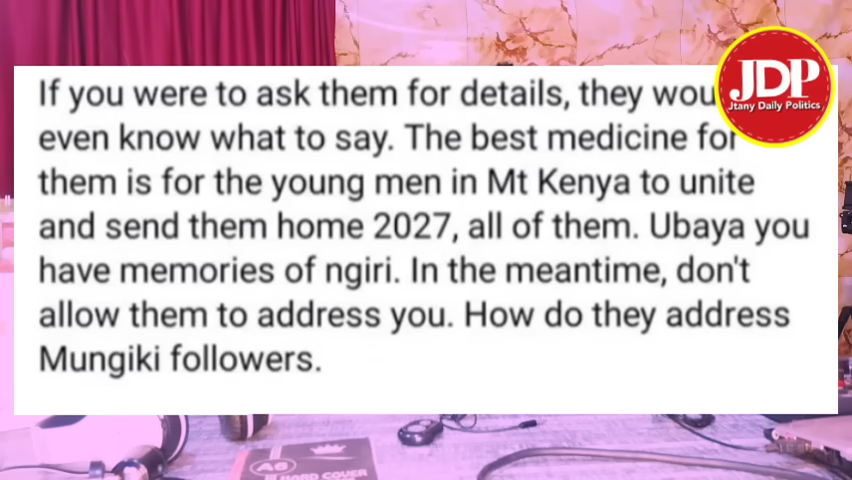 If you were to ask them for details, they
even know what to say. The best medicine for
them is for the young men in Mt Kenya to unite
and send them home 2027, all of them. Ubaya you
have memories of ngiri. In the meantime, don't
allow them to address you. How do they address
Mungiki followers.
JDP
Jtany Daily Politics
A6
HARD COVER